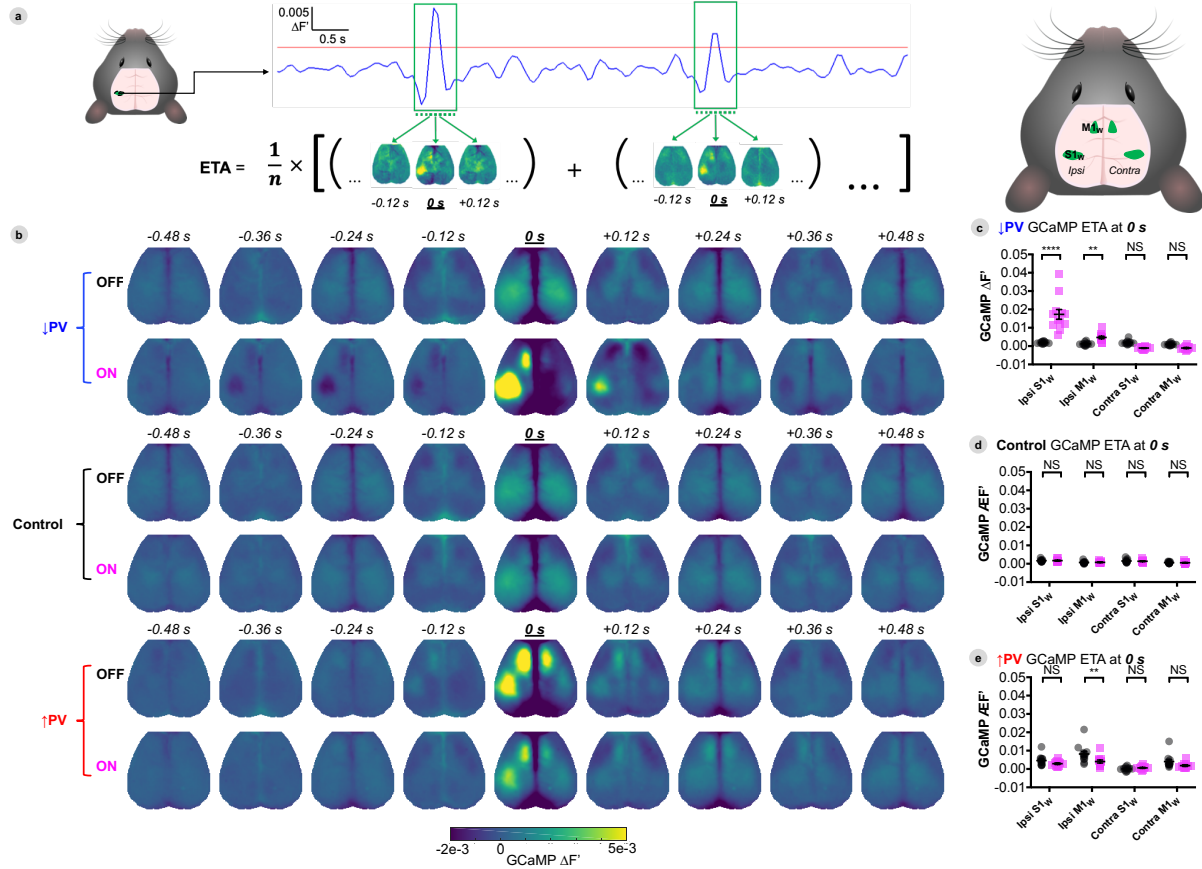 a
0.005
ΔF'
0.5 s
ETA = 1/n × [ ( ... ... ) + ( ... ... ) ... ]
-0.12 s 0 s +0.12 s -0.12 s 0 s +0.12 s
M1w
S1w
Ipsi Contra
b
-0.48 s -0.36 s -0.24 s -0.12 s 0 s +0.12 s +0.24 s +0.36 s +0.48 s
OFF
↓PV
ON
-0.48 s -0.36 s -0.24 s -0.12 s 0 s +0.12 s +0.24 s +0.36 s +0.48 s
OFF
Control
ON
-0.48 s -0.36 s -0.24 s -0.12 s 0 s +0.12 s +0.24 s +0.36 s +0.48 s
OFF
↑PV
ON
-2e-3 0 5e-3
GCaMP ΔF'
c ↓PV GCaMP ETA at 0 s
**** ** NS NS
0.05
0.04
0.03
0.02
0.01
0.00
-0.01
GCaMP ΔF'
Ipsi S1w Ipsi M1w Contra S1w Contra M1w
d Control GCaMP ETA at 0 s
NS NS NS NS
0.05
0.04
0.03
0.02
0.01
0.00
-0.01
GCaMP ÆF'
Ipsi S1w Ipsi M1w Contra S1w Contra M1w
e ↑PV GCaMP ETA at 0 s
NS ** NS NS
0.05
0.04
0.03
0.02
0.01
0.00
-0.01
GCaMP ÆF'
Ipsi S1w Ipsi M1w Contra S1w Contra M1w